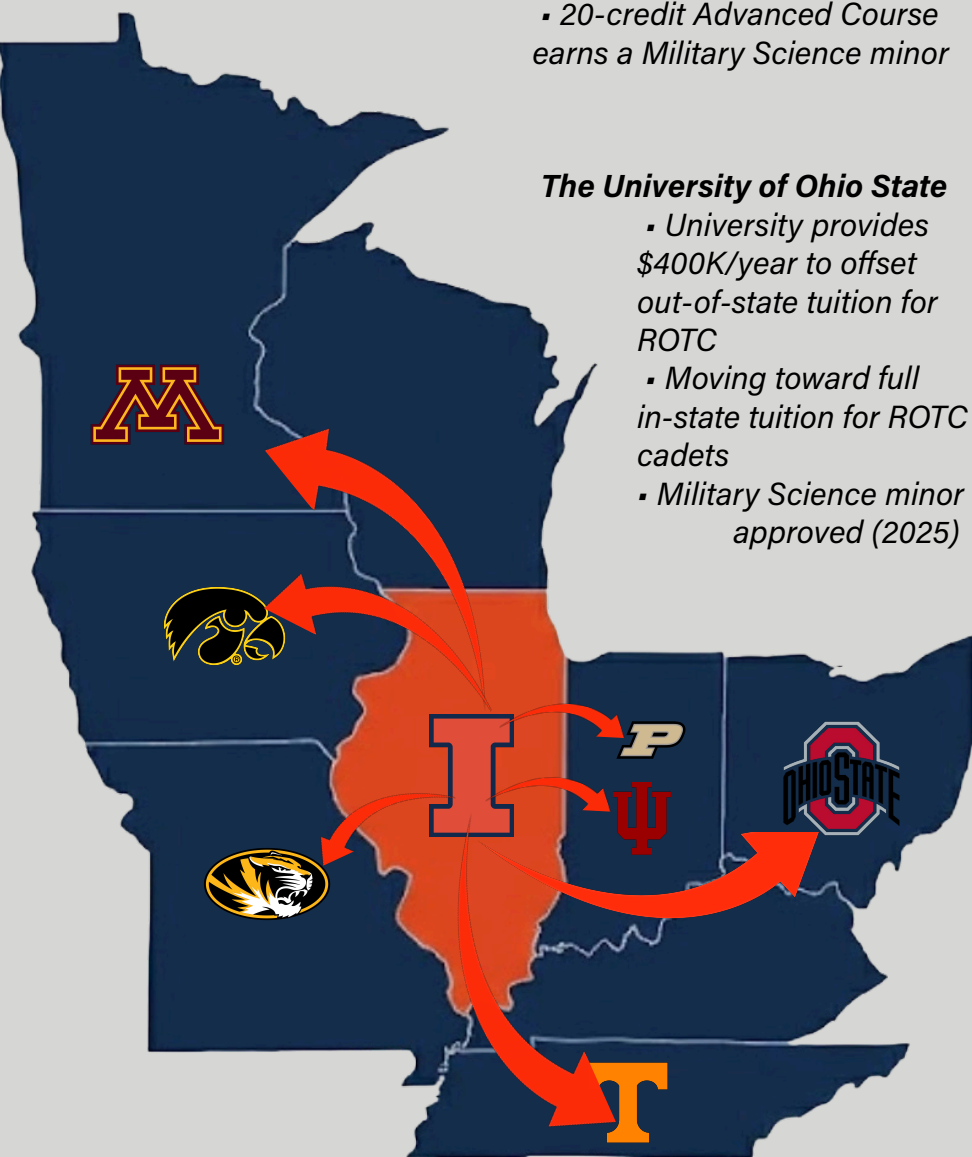 ▪ 20-credit Advanced Course
earns a Military Science minor
The University of Ohio State
▪ University provides
$400K/year to offset
out-of-state tuition for
ROTC
▪ Moving toward full
in-state tuition for ROTC
cadets
▪ Military Science minor
approved (2025)
M
®
I
P
IU
OHIO STATE
T